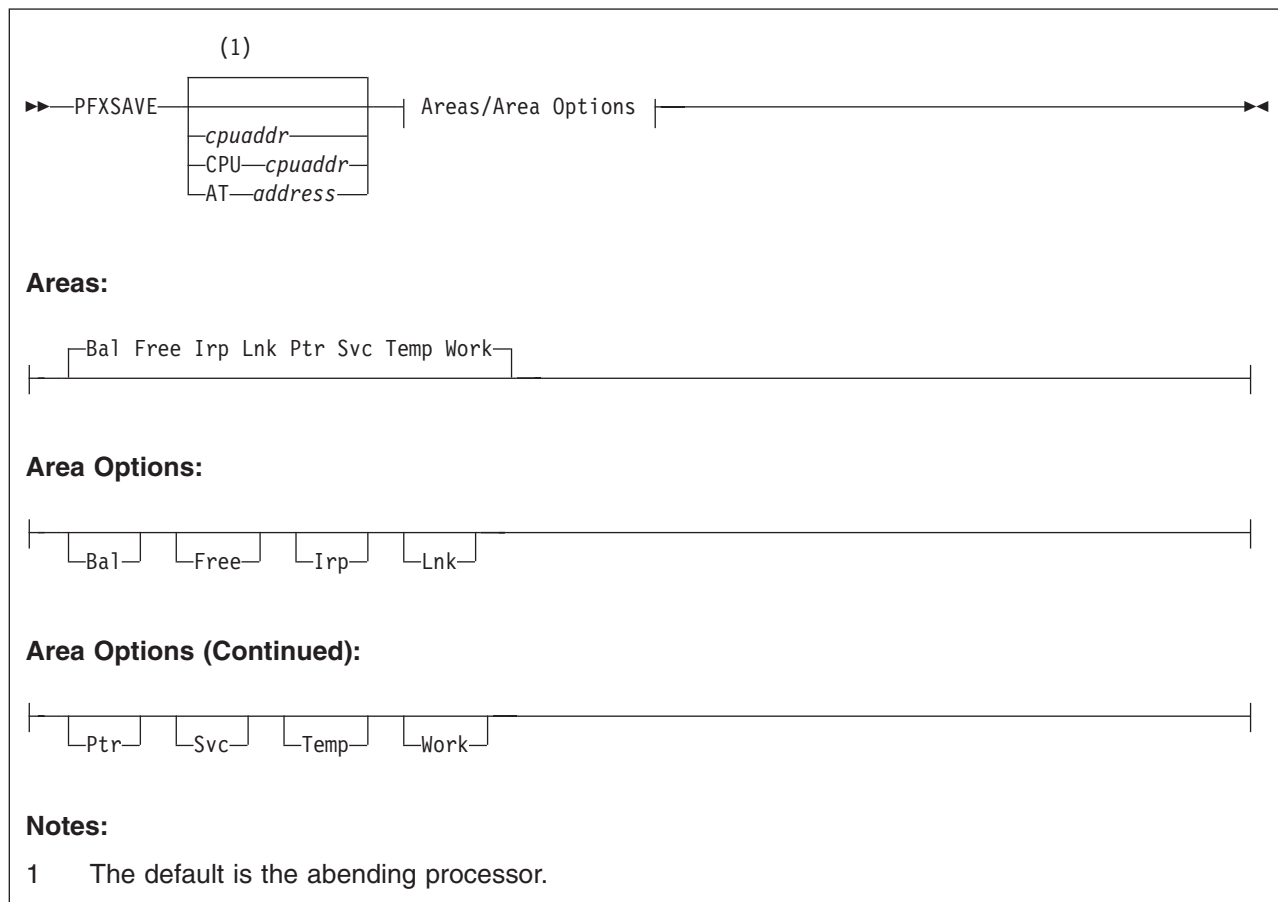 (1)
PFXSAVE Areas/Area Options
cpuaddr
CPU cpuaddr
AT address
Areas:
Bal Free Irp Lnk Ptr Svc Temp Work
Area Options:
Bal Free Irp Lnk
Area Options (Continued):
Ptr Svc Temp Work
Notes:
1 The default is the abending processor.